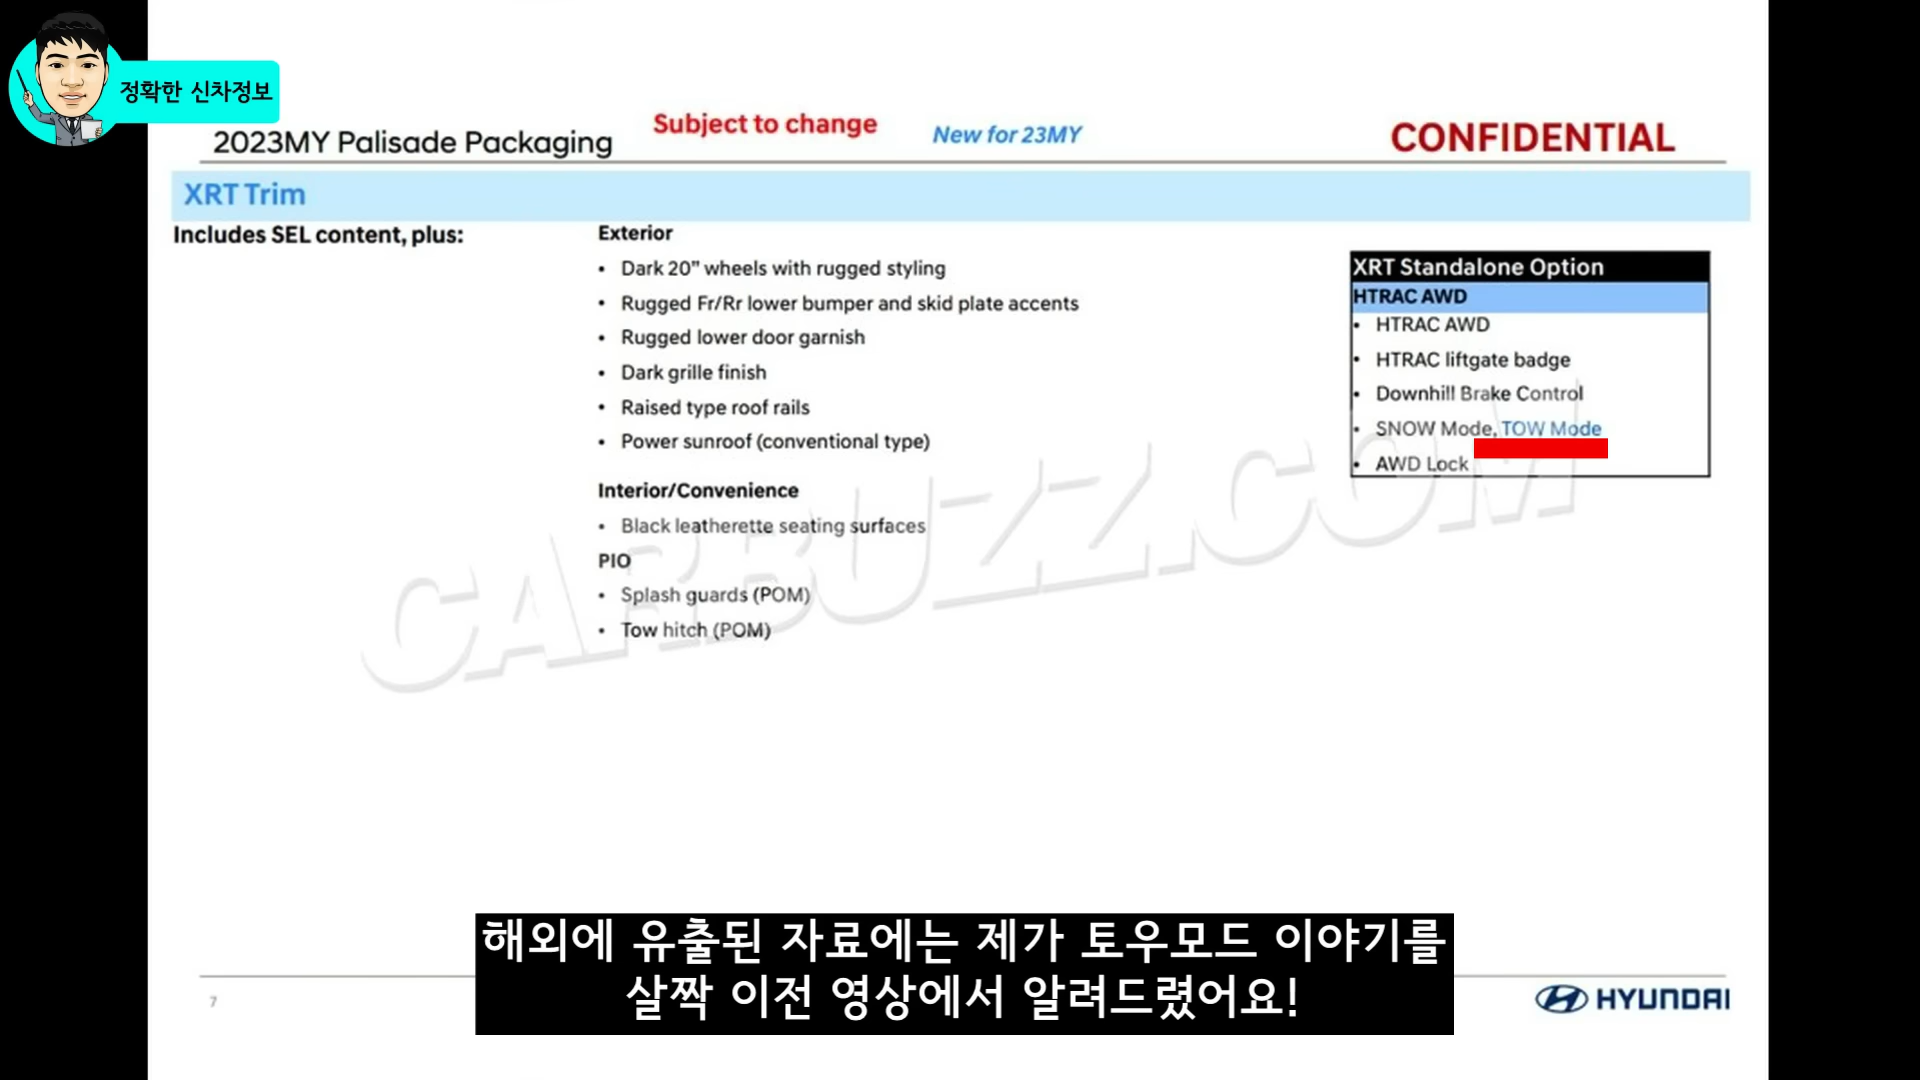 정확한 신차정보
2023MY Palisade Packaging
Subject to change
New for 23MY
CONFIDENTIAL
XRT Trim
Includes SEL content, plus:
Exterior
• Dark 20” wheels with rugged styling
• Rugged Fr/Rr lower bumper and skid plate accents
• Rugged lower door garnish
• Dark grille finish
• Raised type roof rails
• Power sunroof (conventional type)
Interior/Convenience
• Black leatherette seating surfaces
PIO
• Splash guards (POM)
• Tow hitch (POM)
XRT Standalone Option
HTRAC AWD
• HTRAC AWD
• HTRAC liftgate badge
• Downhill Brake Control
• SNOW Mode, TOW Mode
• AWD Lock
CARBUZZ.COM
해외에 유출된 자료에는 제가 토우모드 이야기를
살짝 이전 영상에서 알려드렸어요!
7
HYUNDAI